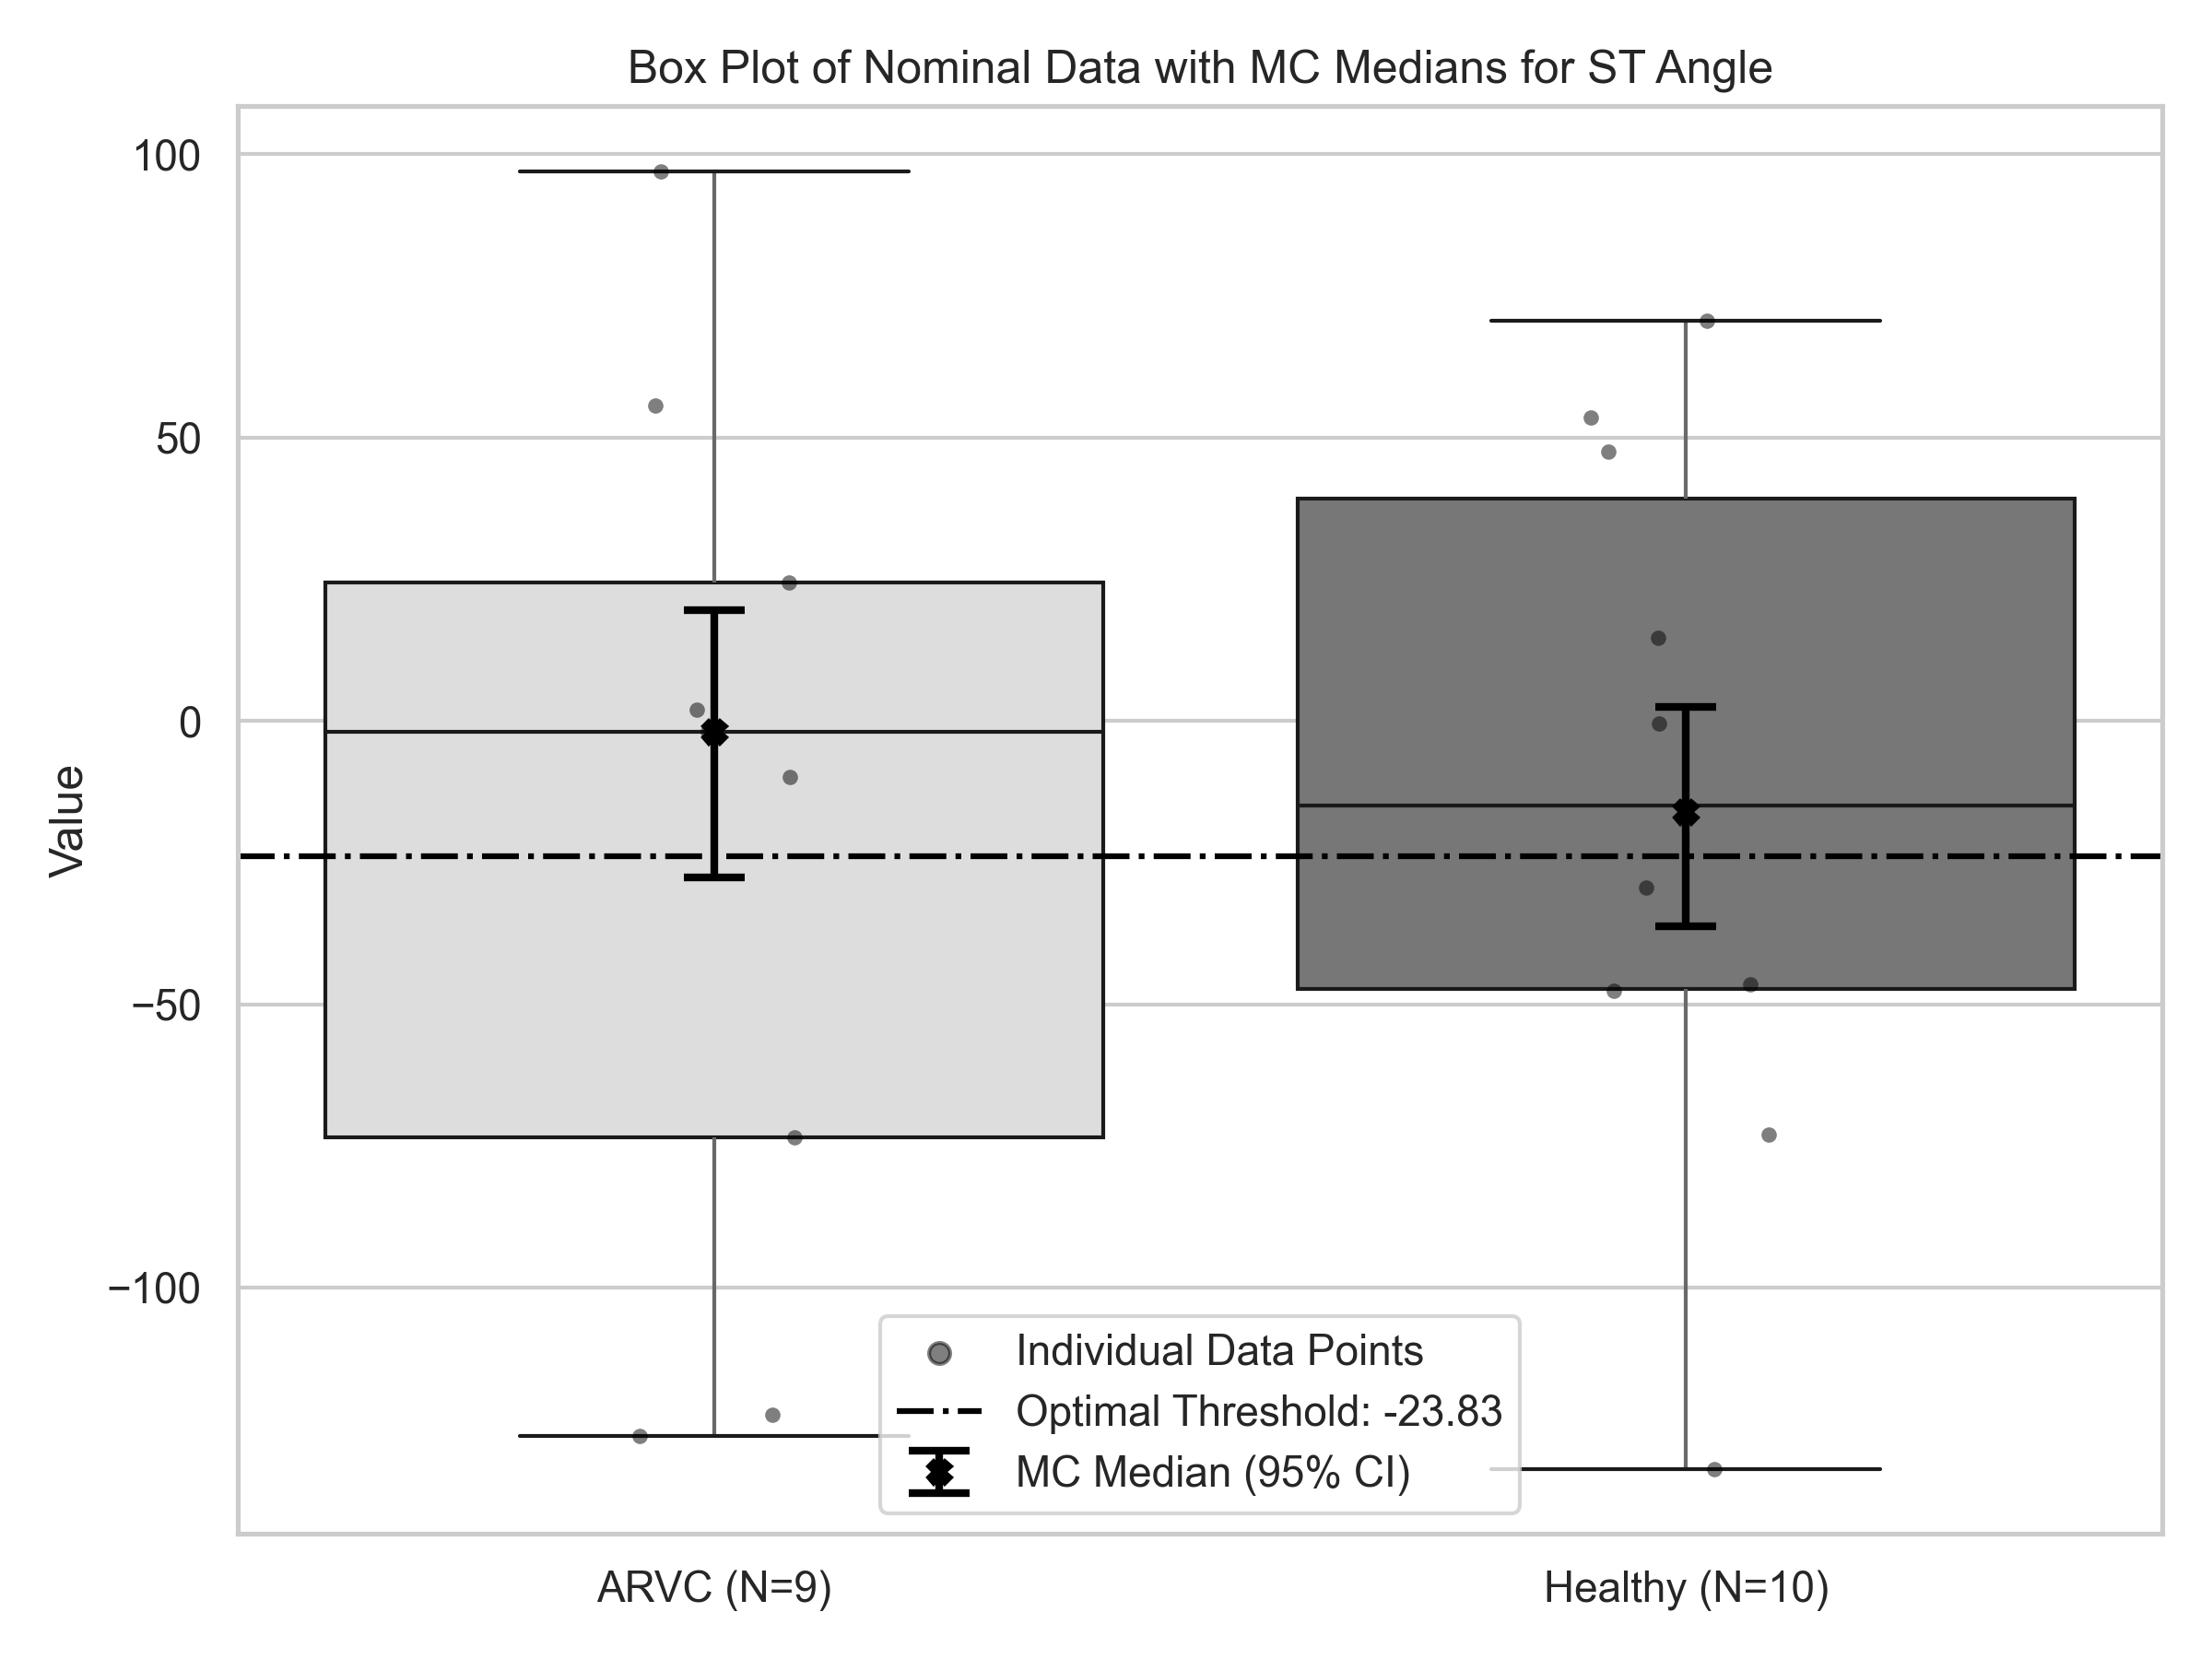 Box Plot of Nominal Data with MC Medians for ST Angle
100
50
0
−50
−100
Value
Individual Data Points
Optimal Threshold: -23.83
MC Median (95% CI)
ARVC (N=9)
Healthy (N=10)